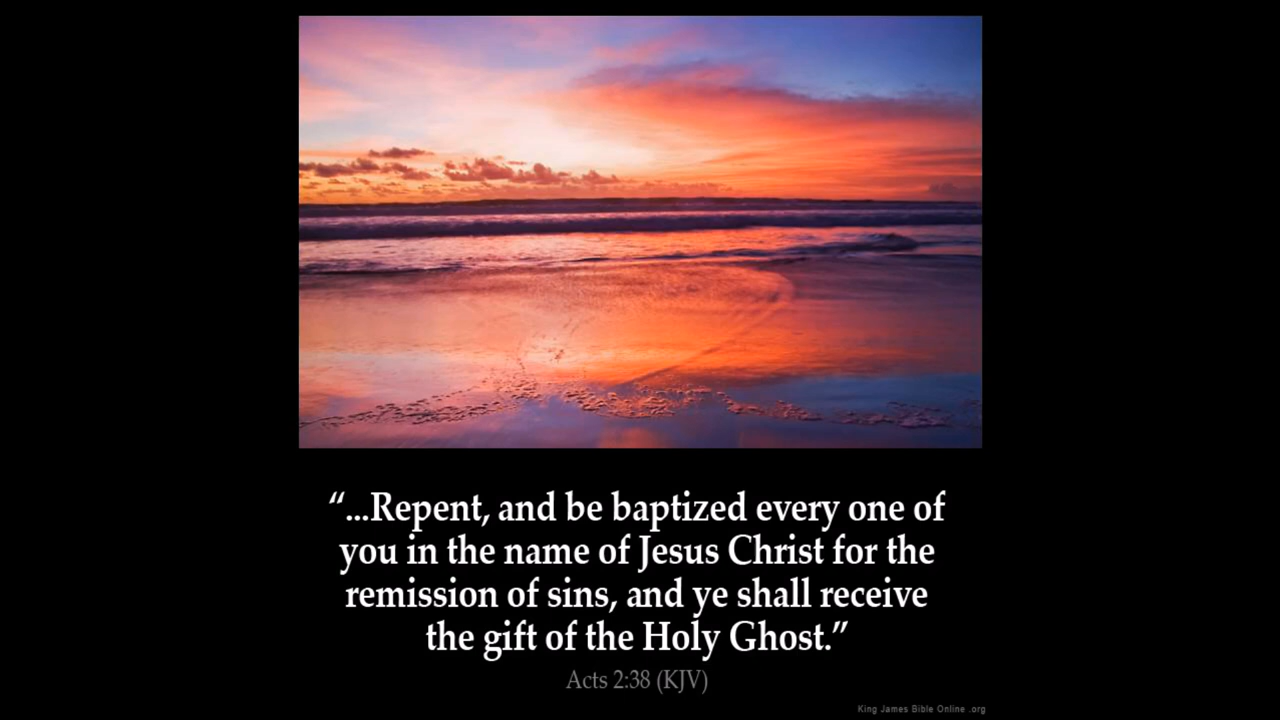 “...Repent, and be baptized every one of
you in the name of Jesus Christ for the
remission of sins, and ye shall receive
the gift of the Holy Ghost.”
Acts 2:38 (KJV)
King James Bible Online .org